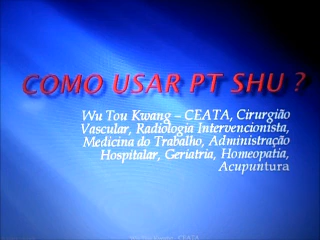 COMO USAR PT SHU ?
Wu Tou Kwang – CEATA, Cirurgião
Vascular, Radiologia Intervencionista,
Medicina do Trabalho, Administração
Hospitalar, Geriatria, Homeopatia,
Acupuntura